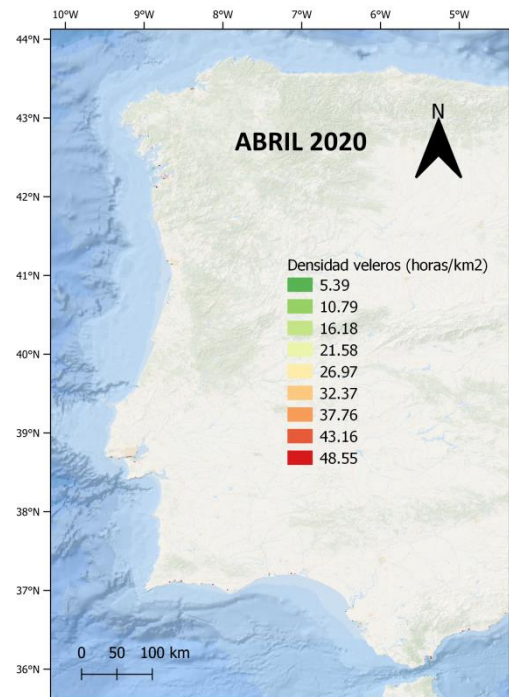 10°W 9°W 8°W 7°W 6°W 5°W
44°N
43°N
42°N
41°N
40°N
39°N
38°N
37°N
36°N
N
ABRIL 2020
Densidad veleros (horas/km2)
5.39
10.79
16.18
21.58
26.97
32.37
37.76
43.16
48.55
0 50 100 km